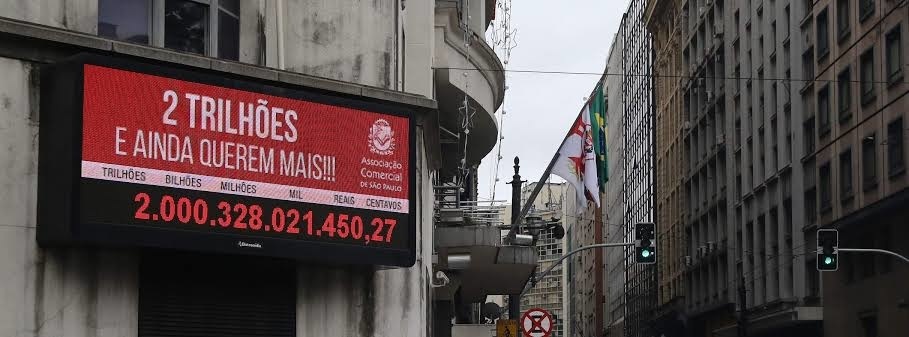 2 TRILHÕES
E AINDA QUEREM MAIS!!!
Associação
Comercial
DE SÃO PAULO
TRILHÕES BILHÕES MILHÕES MIL REAIS CENTAVOS
2.000.328.021.450,27